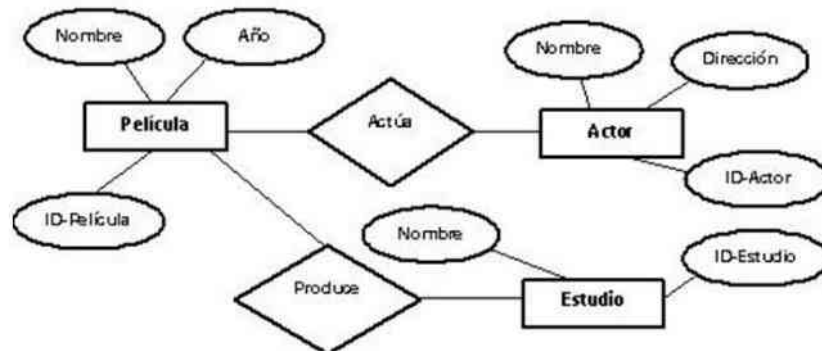 Nombre
Año
Nombre
Dirección
Película
Actúa
Actor
ID-Película
ID-Actor
Nombre
ID-Estudio
Produce
Estudio